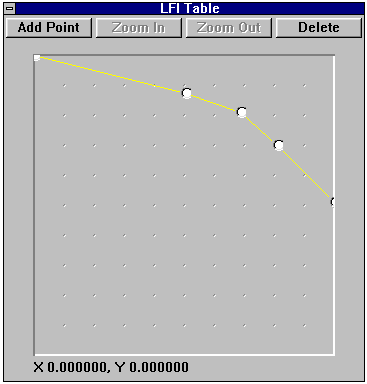 LFI Table
Add Point Zoom In Zoom Out Delete
X 0.000000, Y 0.000000